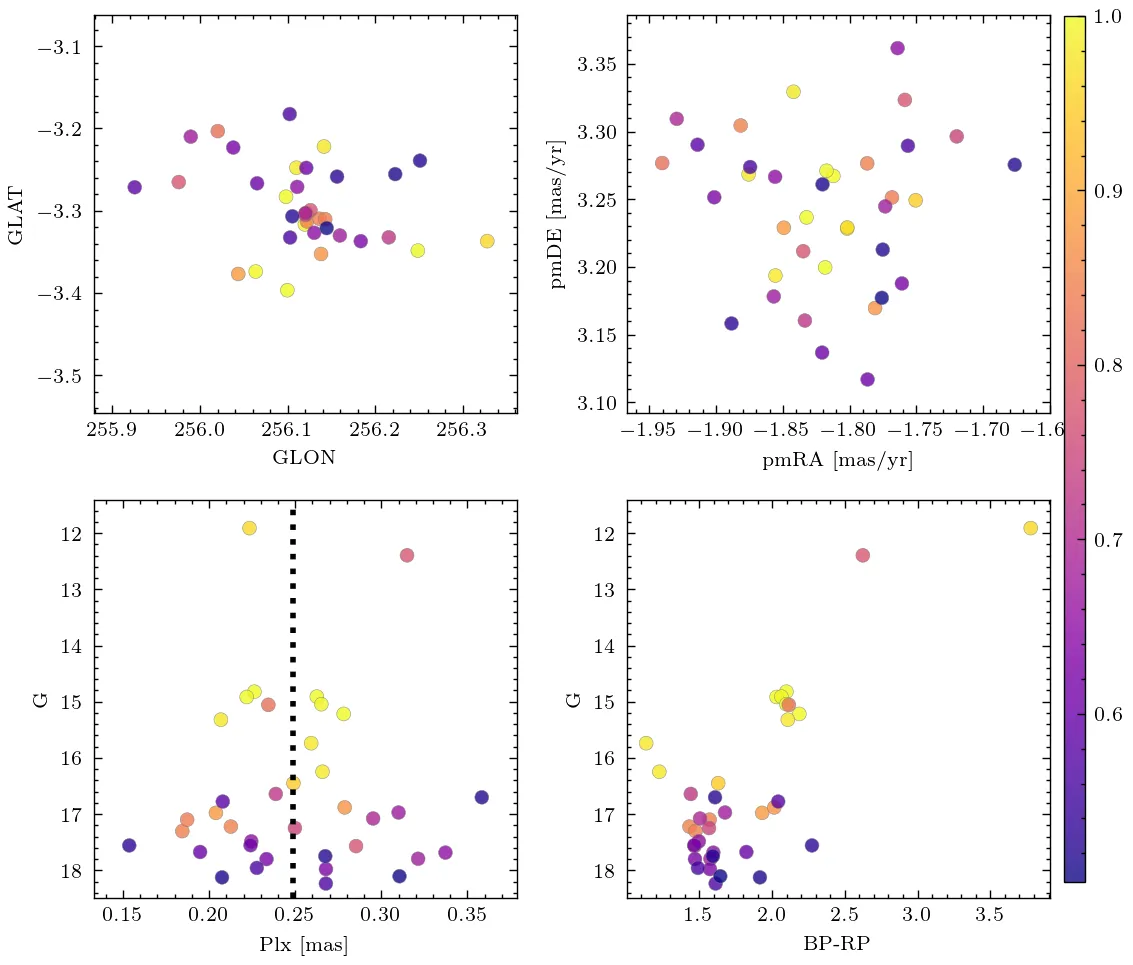 −3.1
−3.2
−3.3
−3.4
−3.5
GLAT
255.9 256.0 256.1 256.2 256.3
GLON
3.35
3.30
3.25
3.20
3.15
3.10
pmDE [mas/yr]
−1.95 −1.90 −1.85 −1.80 −1.75 −1.70 −1.6
pmRA [mas/yr]
1.0
0.9
0.8
0.7
0.6
12
13
14
15
16
17
18
G
0.15 0.20 0.25 0.30 0.35
Plx [mas]
12
13
14
15
16
17
18
G
1.5 2.0 2.5 3.0 3.5
BP-RP